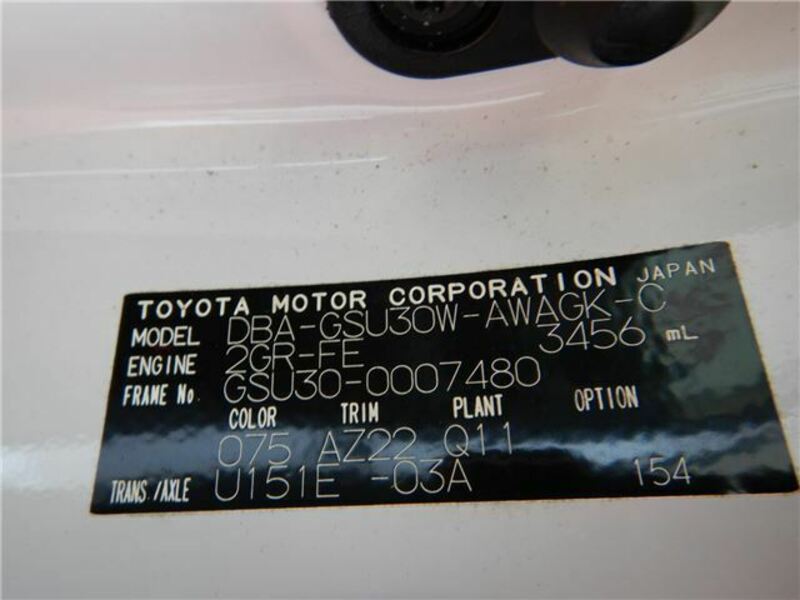 TOYOTA MOTOR CORPORATION JAPAN
MODEL DBA-GSU30W-AWAGK-C
ENGINE 2GR-FE 3456 mL
FRAME No. GSU30-0007480
COLOR TRIM PLANT OPTION
075 AZ22 Q11
TRANS./AXLE U151E -03A 154